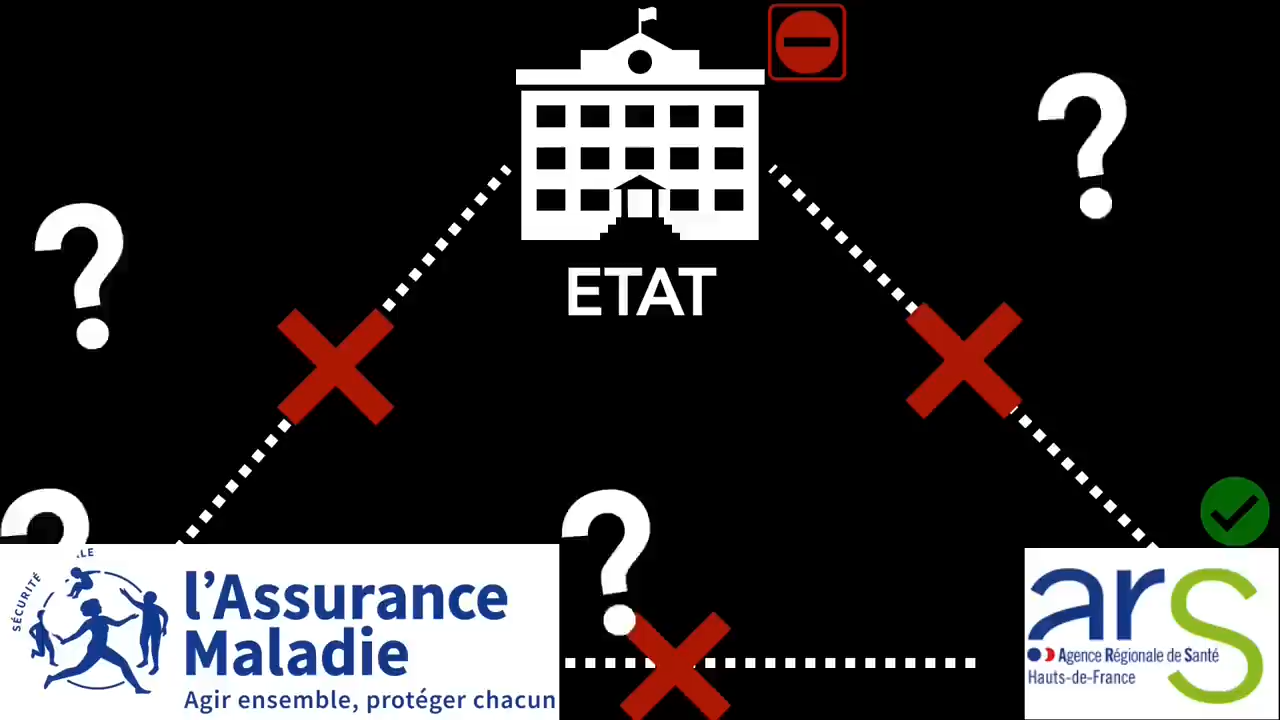 ?
?
ETAT
?
?
SÉCURITÉ
l'Assurance
Maladie
Agir ensemble, protéger chacun
ars
Agence Régionale de Santé
Hauts-de-France